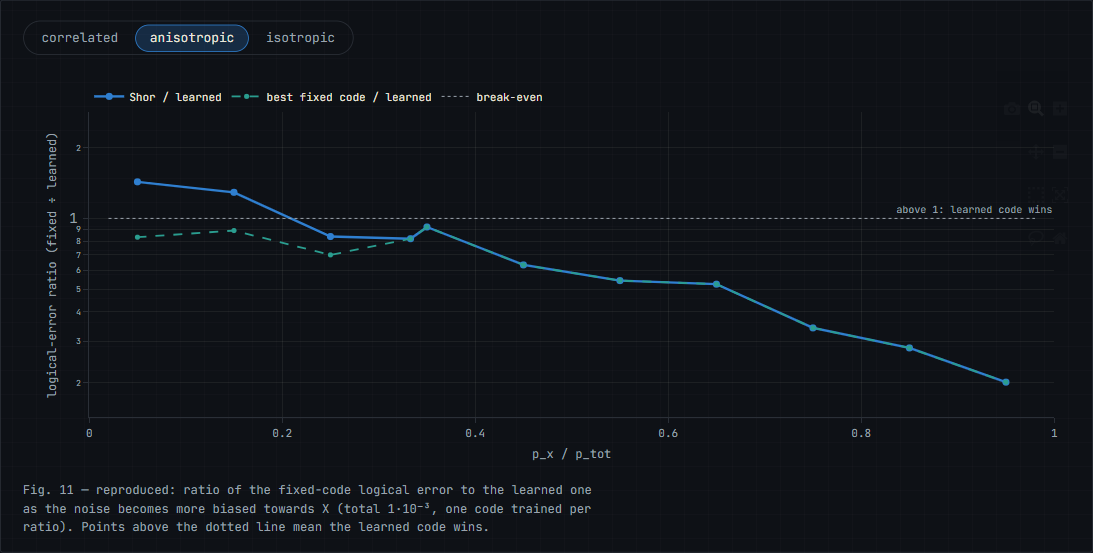 correlated anisotropic isotropic
Shor / learned best fixed code / learned break-even
logical-error ratio (fixed ÷ learned)
2
1
9
8
7
6
5
4
3
2
above 1: learned code wins
0 0.2 0.4 0.6 0.8 1
p_x / p_tot
Fig. 11 — reproduced: ratio of the fixed-code logical error to the learned one
as the noise becomes more biased towards X (total 1·10⁻³, one code trained per
ratio). Points above the dotted line mean the learned code wins.